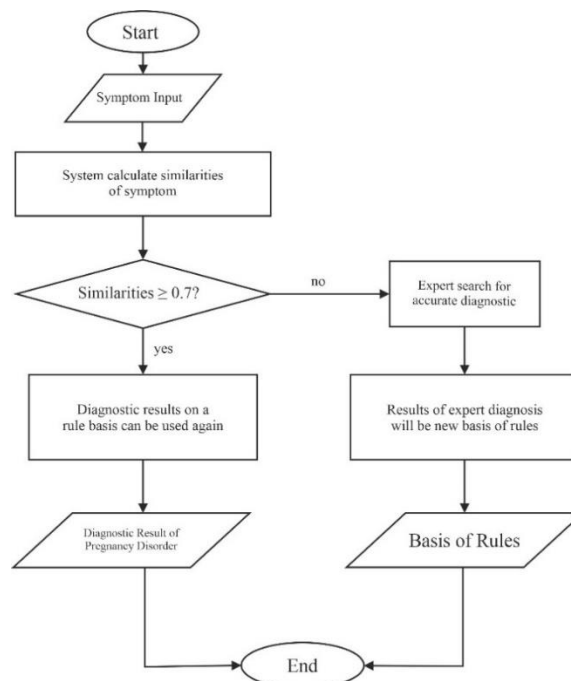 Start
Symptom Input
System calculate similarities
of symptom
Similarities ≥ 0.7?
no
Expert search for
accurate diagnostic
yes
Diagnostic results on a
rule basis can be used again
Results of expert diagnosis
will be new basis of rules
Diagnostic Result of
Pregnancy Disorder
Basis of Rules
End